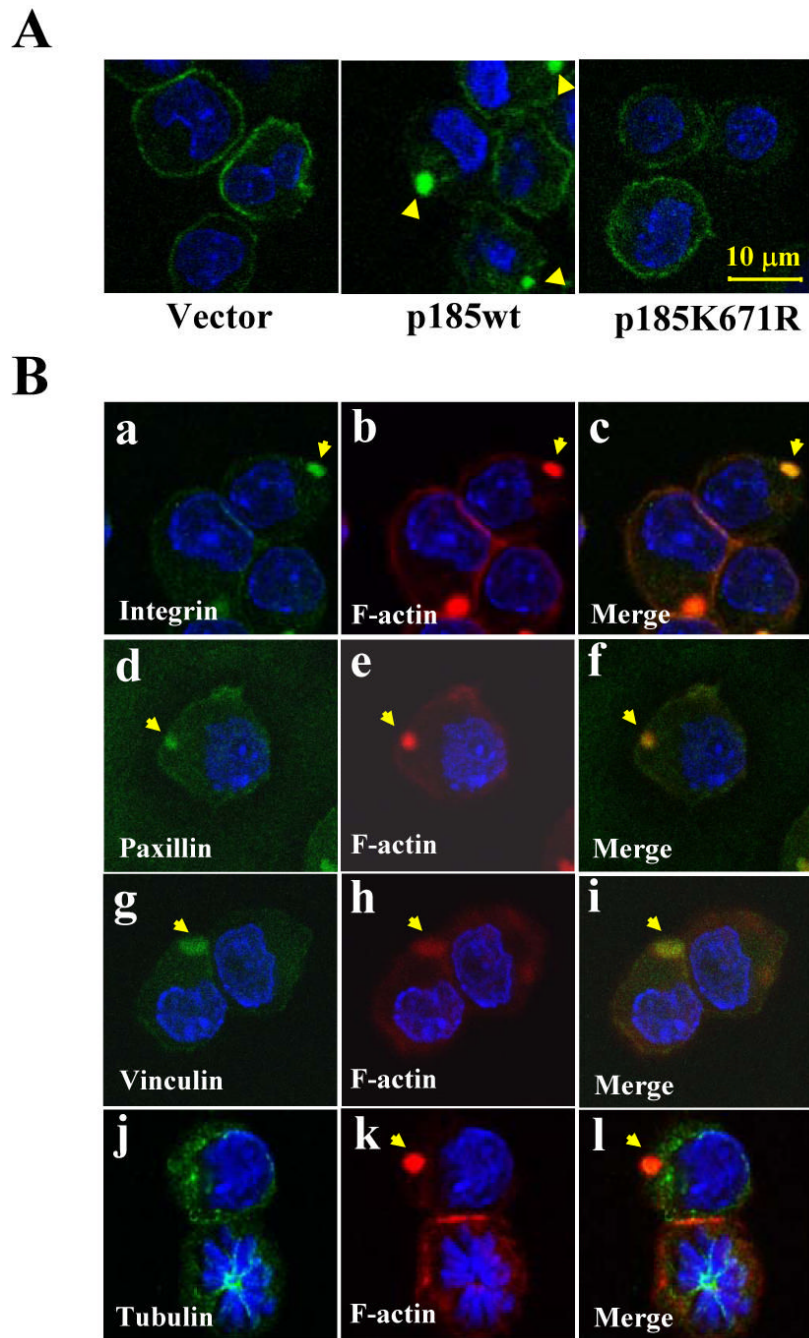 A
10 μm
Vector p185wt p185K671R
B
a b c
Integrin F-actin Merge
d e f
Paxillin F-actin Merge
g h i
Vinculin F-actin Merge
j k l
Tubulin F-actin Merge